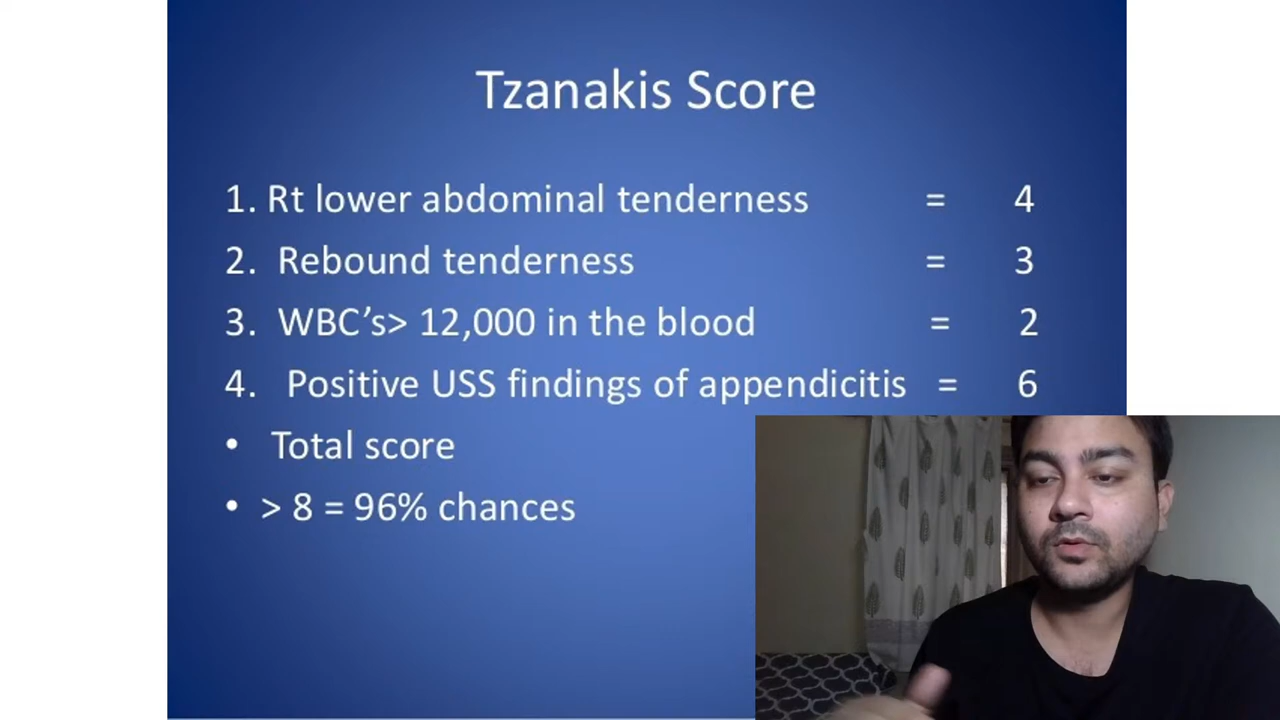 Tzanakis Score
1. Rt lower abdominal tenderness = 4
2. Rebound tenderness = 3
3. WBC’s> 12,000 in the blood = 2
4. Positive USS findings of appendicitis = 6
• Total score
• > 8 = 96% chances